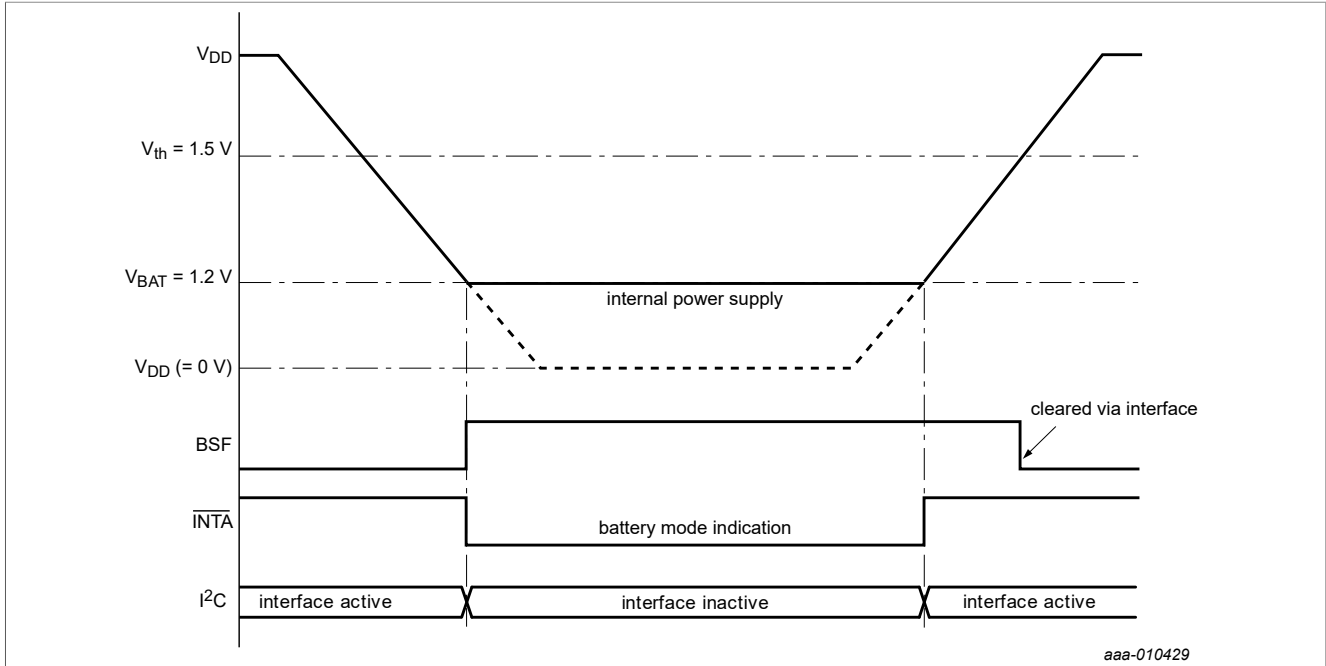 VDD
Vth = 1.5 V
VBAT = 1.2 V
internal power supply
VDD (= 0 V)
cleared via interface
BSF
INTA
battery mode indication
I2C
interface active
interface inactive
interface active
aaa-010429